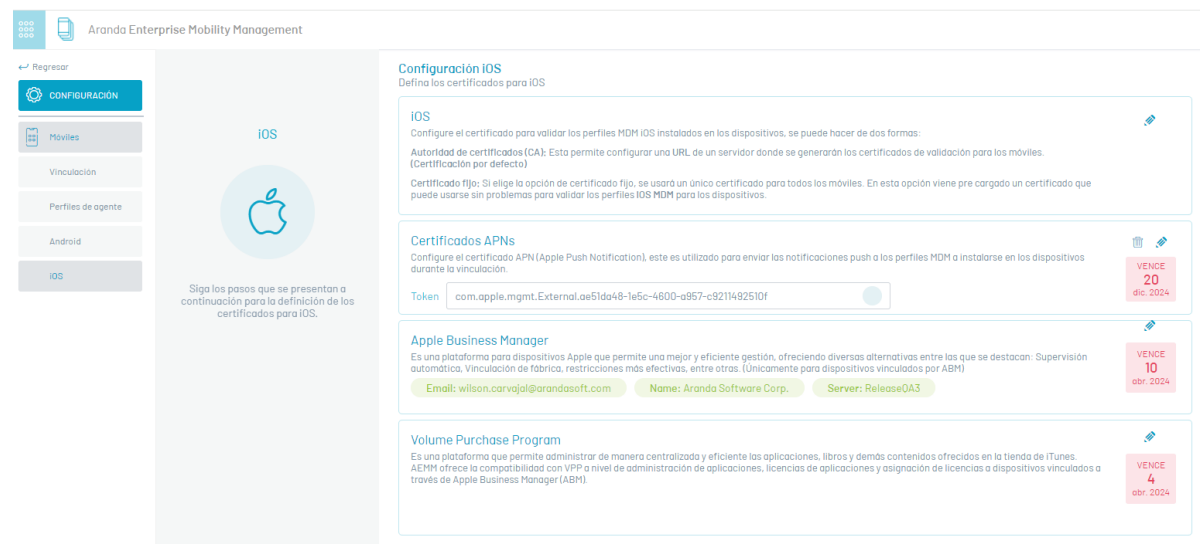 Aranda Enterprise Mobility Management
Regresar
CONFIGURACIÓN
Móviles
Vinculación
Perfiles de agente
Android
iOS
iOS
Siga los pasos que se presentan a
continuación para la definición de los
certificados para iOS.
Configuración iOS
Defina los certificados para iOS
iOS
Configure el certificado para validar los perfiles MDM iOS instalados en los dispositivos, se puede hacer de dos formas:
Autoridad de certificados (CA): Esta permite configurar una URL de un servidor donde se generarán los certificados de validación para los móviles.
(Certificación por defecto)
Certificado fijo: Si elige la opción de certificado fijo, se usará un único certificado para todos los móviles. En esta opción viene pre cargado un certificado que
puede usarse sin problemas para validar los perfiles IOS MDM para los dispositivos.
Certificados APNs
Configure el certificado APN (Apple Push Notification), este es utilizado para enviar las notificaciones push a los perfiles MDM a instalarse en los dispositivos
durante la vinculación.
Token com.apple.mgmt.External.ae51da48-1e5c-4600-a957-c9211492510f
VENCE
20
dic. 2024
Apple Business Manager
Es una plataforma para dispositivos Apple que permite una mejor y eficiente gestión, ofreciendo diversas alternativas entre las que se destacan: Supervisión
automática, Vinculación de fábrica, restricciones más efectivas, entre otras. (Únicamente para dispositivos vinculados por ABM)
Email: wilson.carvajal@arandasoft.com Name: Aranda Software Corp. Server: ReleaseQA3
VENCE
10
abr. 2024
Volume Purchase Program
Es una plataforma que permite administrar de manera centralizada y eficiente las aplicaciones, libros y demás contenidos ofrecidos en la tienda de iTunes.
AEMM ofrece la compatibilidad con VPP a nivel de administración de aplicaciones, licencias de aplicaciones y asignación de licencias a dispositivos vinculados a
través de Apple Business Manager (ABM).
VENCE
4
abr. 2024